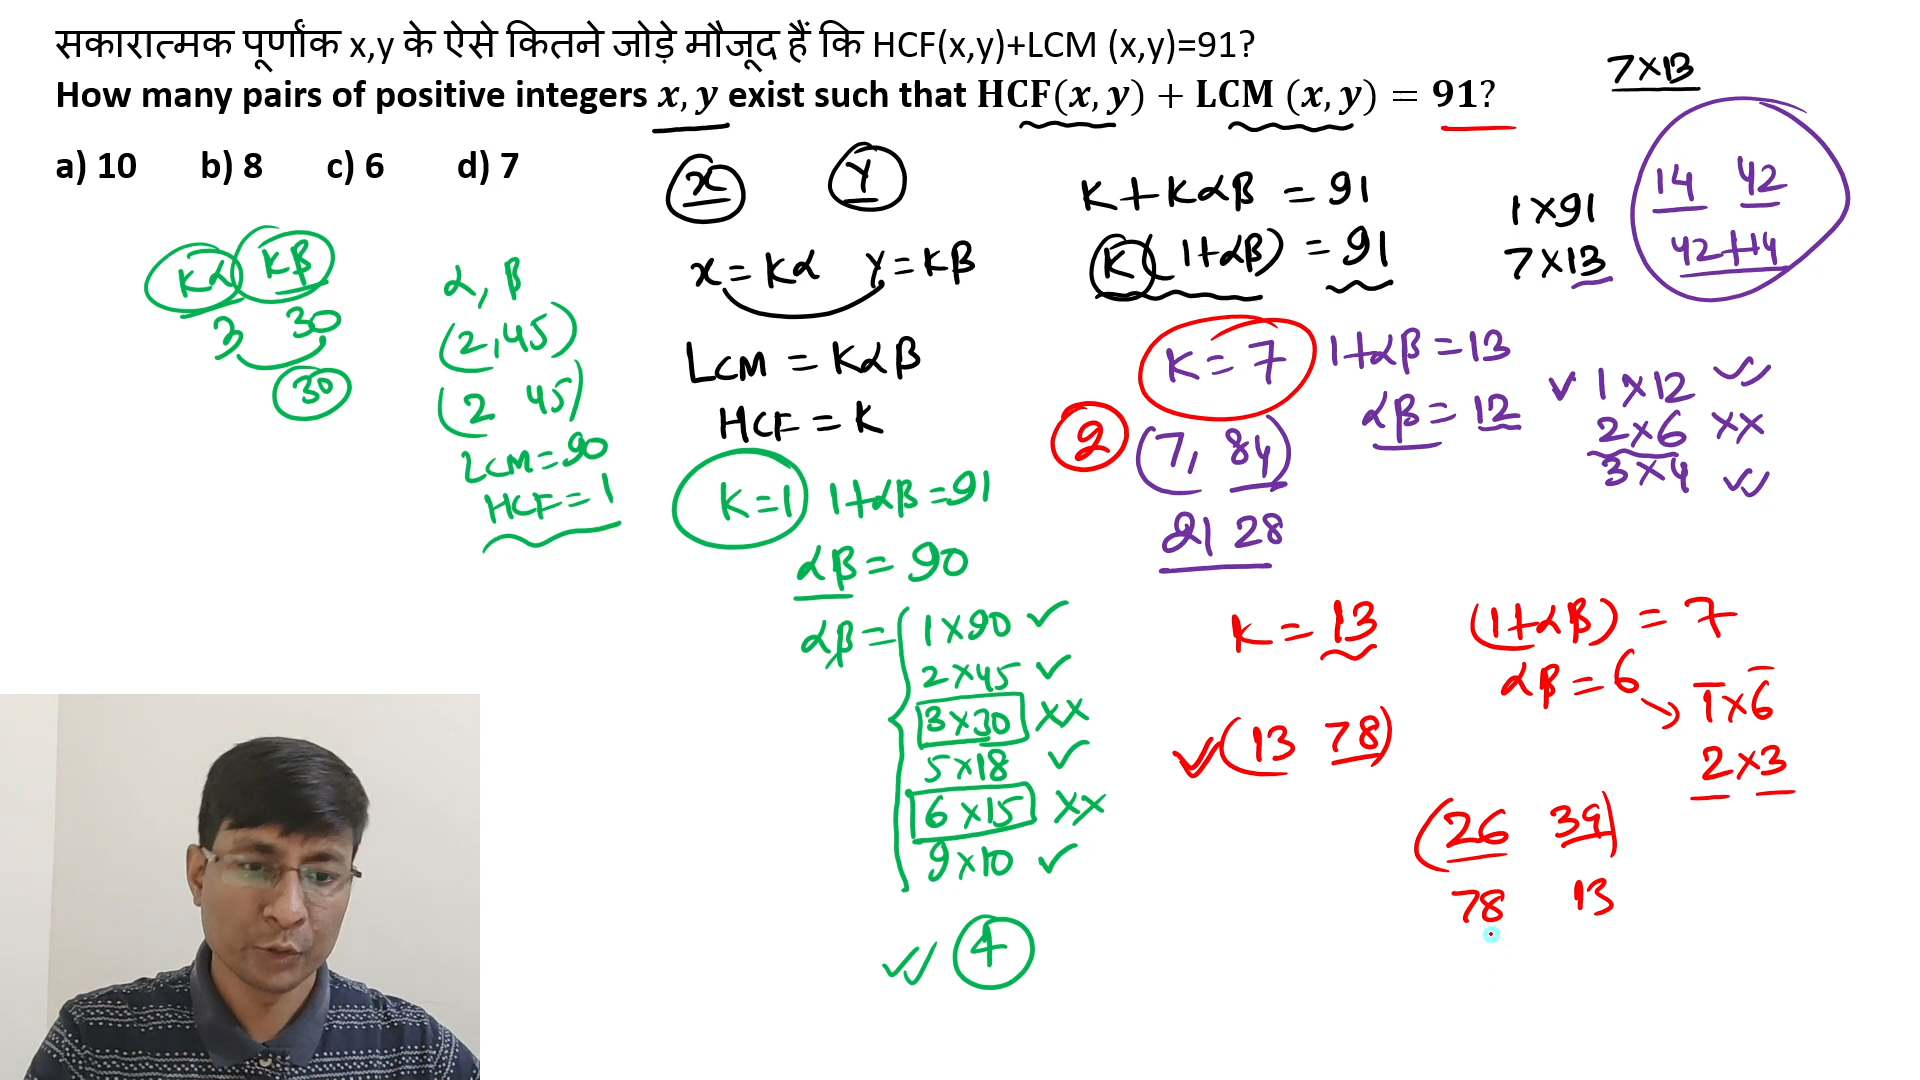 सकारात्मक पूर्णांक x,y के ऐसे कितने जोड़े मौजूद हैं कि HCF(x,y)+LCM (x,y)=91?
How many pairs of positive integers x, y exist such that HCF(x, y) + LCM (x, y) = 91?
a) 10 b) 8 c) 6 d) 7
7×13
x y
Kα Kβ
3 30
30
α, β
(2,45)
(2 45)
LCM=90
HCF=1
x = Kα y = Kβ
LCM = Kαβ
HCF = K
K=1 1+αβ=91
αβ = 90
αβ = 1×90 ✓
2×45 ✓
3×30 ××
5×18 ✓
6×15 ××
9×10 ✓
✓✓ 4
K+Kαβ = 91
K(1+αβ) = 91
1×91
7×13
14 42
42+14
K = 7 1+αβ=13
αβ = 12
✓ 1×12 ✓✓
2×6 ××
3×4 ✓✓
2 (7, 84)
21 28
K = 13 (1+αβ) = 7
αβ = 6
1×6
2×3
✓✓ (13 78)
(26 39)
78 13